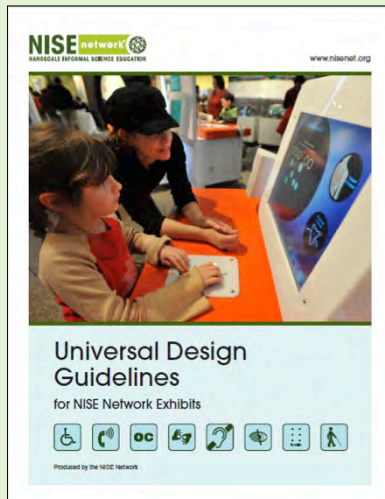 NISE network
NANOSCALE INFORMAL SCIENCE EDUCATION
www.nisenet.org
Universal Design
Guidelines
for NISE Network Exhibits
OC
Produced by the NISE Network